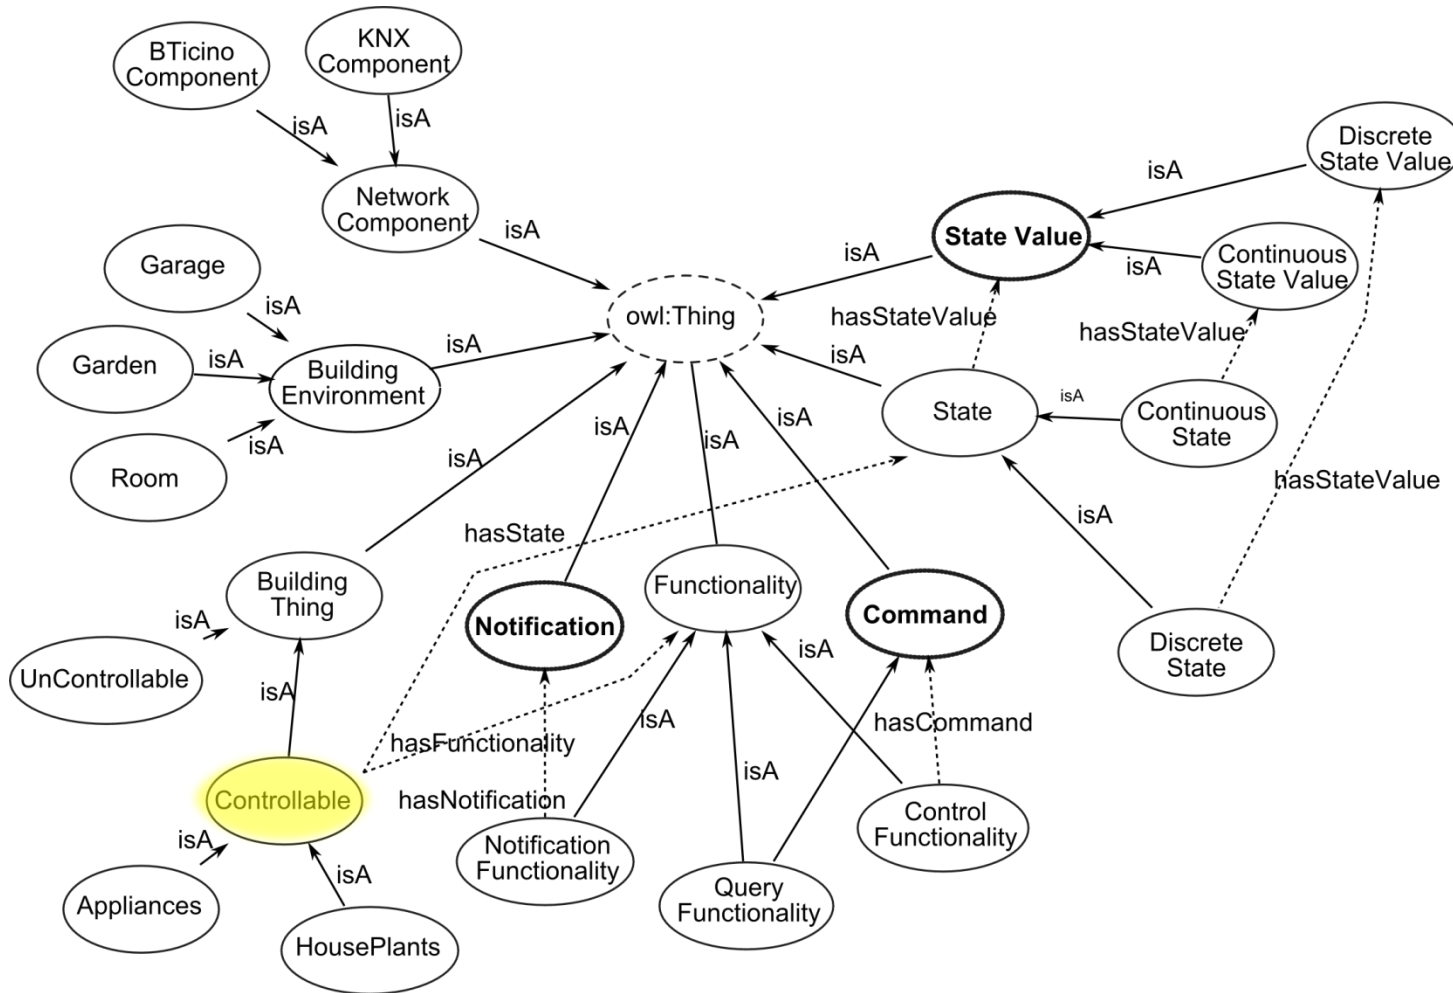 BTicino
Component
KNX
Component
isA
isA
Network
Component
isA
Discrete
State Value
isA
State Value
Continuous
State Value
isA
isA
hasStateValue
hasStateValue
Garage
isA
Garden
isA
Building
Environment
isA
Room
isA
owl:Thing
isA
State
isA
Continuous
State
hasStateValue
isA
isA
isA
isA
isA
hasState
Building
Thing
isA
UnControllable
isA
Notification
Functionality
Command
isA
Discrete
State
hasFunctionality
isA
hasCommand
isA
Controllable
hasNotification
Notification
Functionality
Query
Functionality
Control
Functionality
isA
Appliances
isA
HousePlants